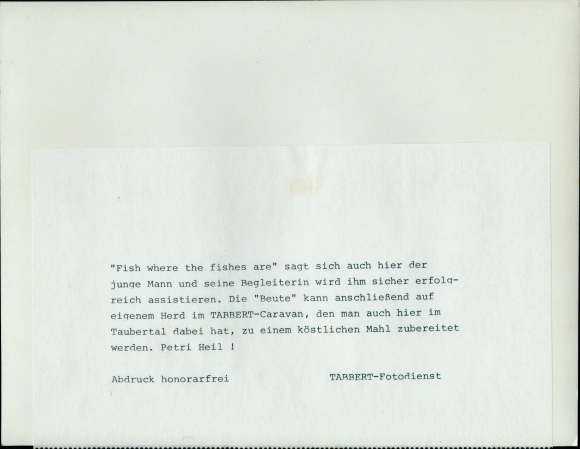 "Fish where the fishes are" sagt sich auch hier der
junge Mann und seine Begleiterin wird ihm sicher erfolg-
reich assistieren. Die "Beute" kann anschließend auf
eigenem Herd im TABBERT-Caravan, den man auch hier im
Taubertal dabei hat, zu einem köstlichen Mahl zubereitet
werden. Petri Heil !
Abdruck honorarfrei TABBERT-Fotodienst